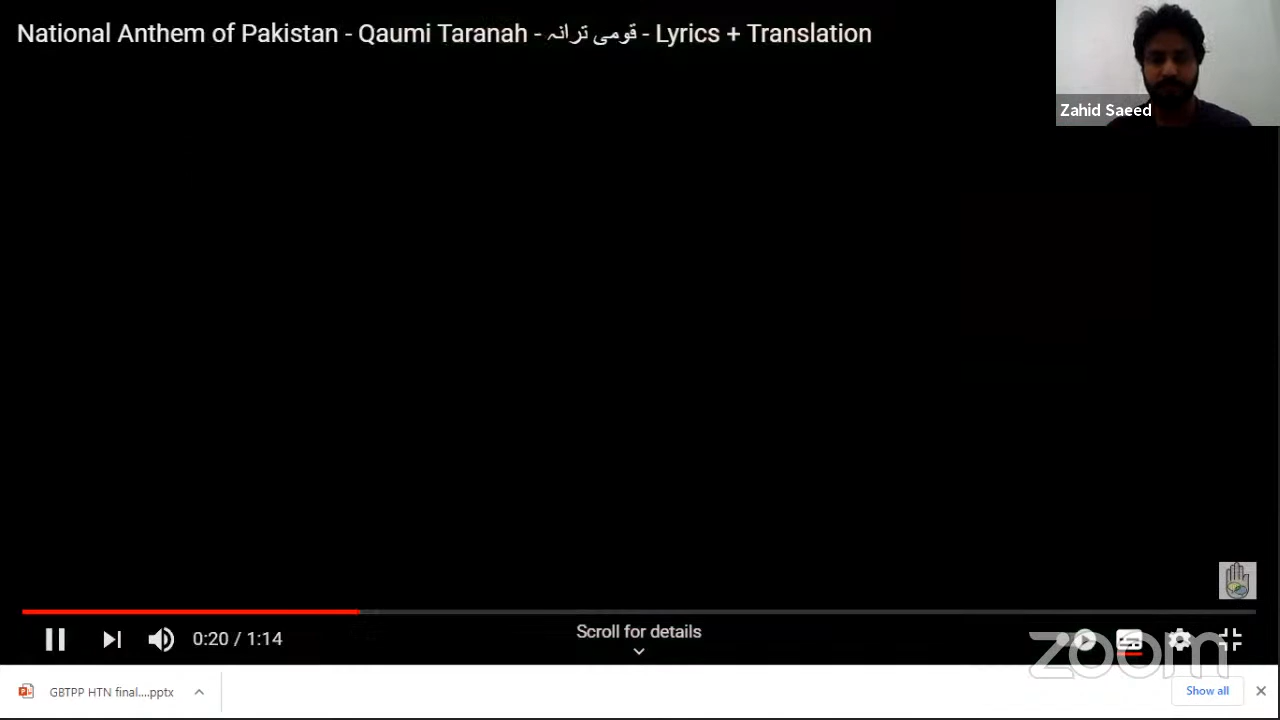 National Anthem of Pakistan - Qaumi Taranah - قومی ترانہ - Lyrics + Translation
Zahid Saeed
0:20 / 1:14
Scroll for details
zoom
GBTPP HTN final....pptx
Show all